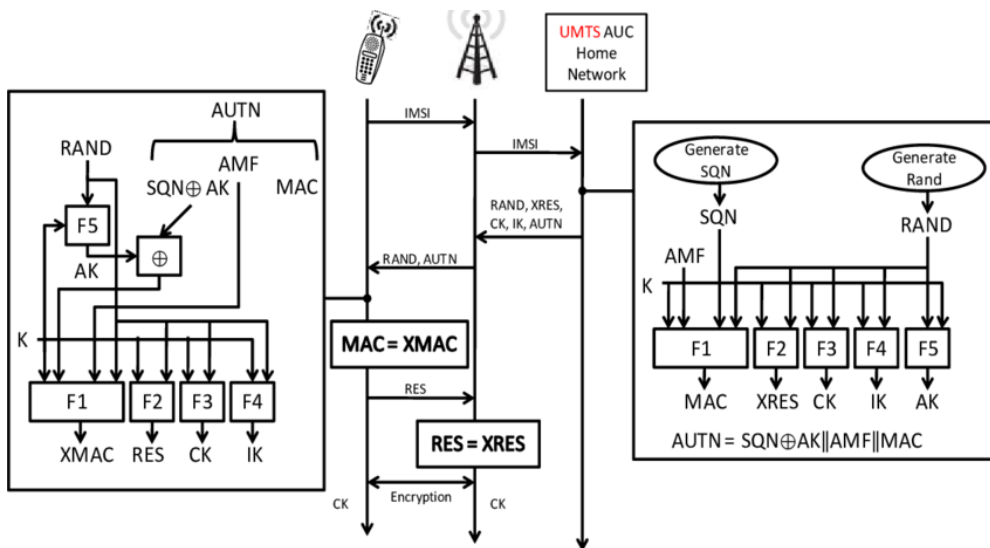 UMTS AUC
Home
Network
IMSI
IMSI
RAND, XRES,
CK, IK, AUTN
RAND, AUTN
MAC = XMAC
RES
RES = XRES
Encryption
CK
CK
AUTN
RAND
AMF
SQN⊕ AK
MAC
F5
⊕
AK
K
F1
F2
F3
F4
XMAC
RES
CK
IK
Generate
SQN
Generate
Rand
SQN
RAND
AMF
K
F1
F2
F3
F4
F5
MAC
XRES
CK
IK
AK
AUTN = SQN⊕AK‖AMF‖MAC